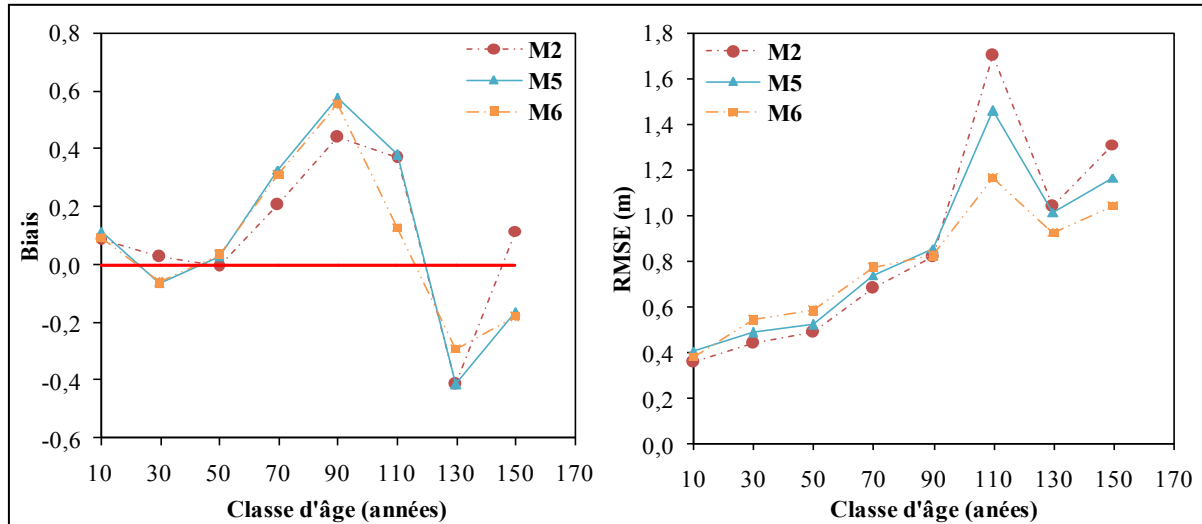 0,8
0,6
0,4
0,2
0,0
-0,2
-0,4
-0,6
Biais
M2
M5
M6
10 30 50 70 90 110 130 150 170
Classe d'âge (années)
1,8
1,6
1,4
1,2
1,0
0,8
0,6
0,4
0,2
0,0
RMSE (m)
M2
M5
M6
10 30 50 70 90 110 130 150 170
Classe d'âge (anées)